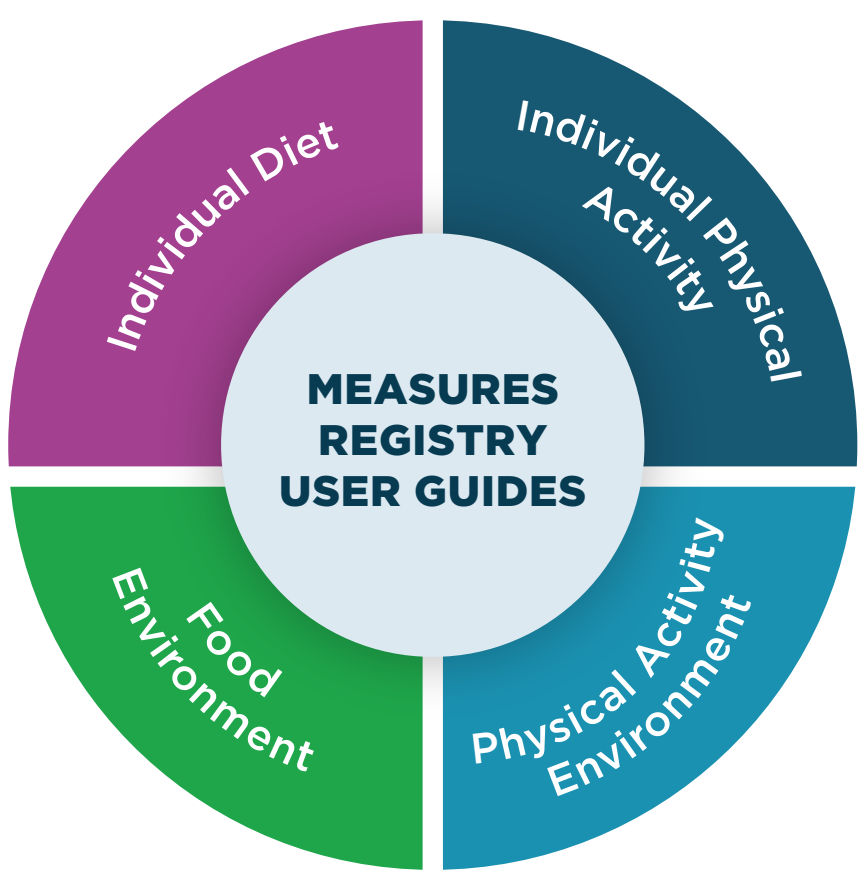 Individual Diet
Individual Physical
Activity
MEASURES
REGISTRY
USER GUIDES
Food
Environment
Physical Activity
Environment